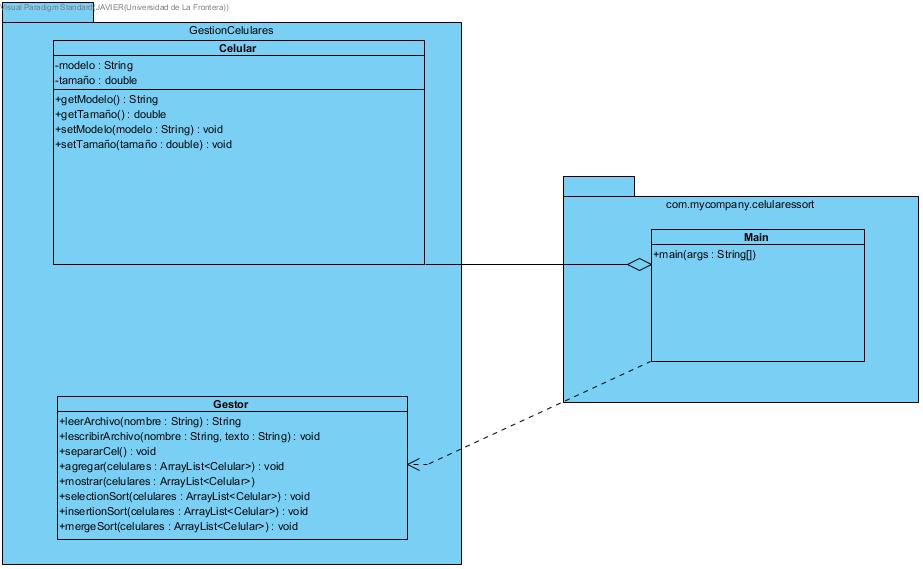 Visual Paradigm Standard(JAVIER(Universidad de La Frontera))
GestionCelulares
Celular
-modelo : String
-tamaño : double
+getModelo() : String
+getTamaño() : double
+setModelo(modelo : String) : void
+setTamaño(tamaño : double) : void
com.mycompany.celularessort
Main
+main(args : String[])
Gestor
+leerArchivo(nombre : String) : String
+lescribirArchivo(nombre : String, texto : String) : void
+separarCel() : void
+agregar(celulares : ArrayList<Celular>) : void
+mostrar(celulares : ArrayList<Celular>)
+selectionSort(celulares : ArrayList<Celular>) : void
+insertionSort(celulares : ArrayList<Celular>) : void
+mergeSort(celulares : ArrayList<Celular>) : void